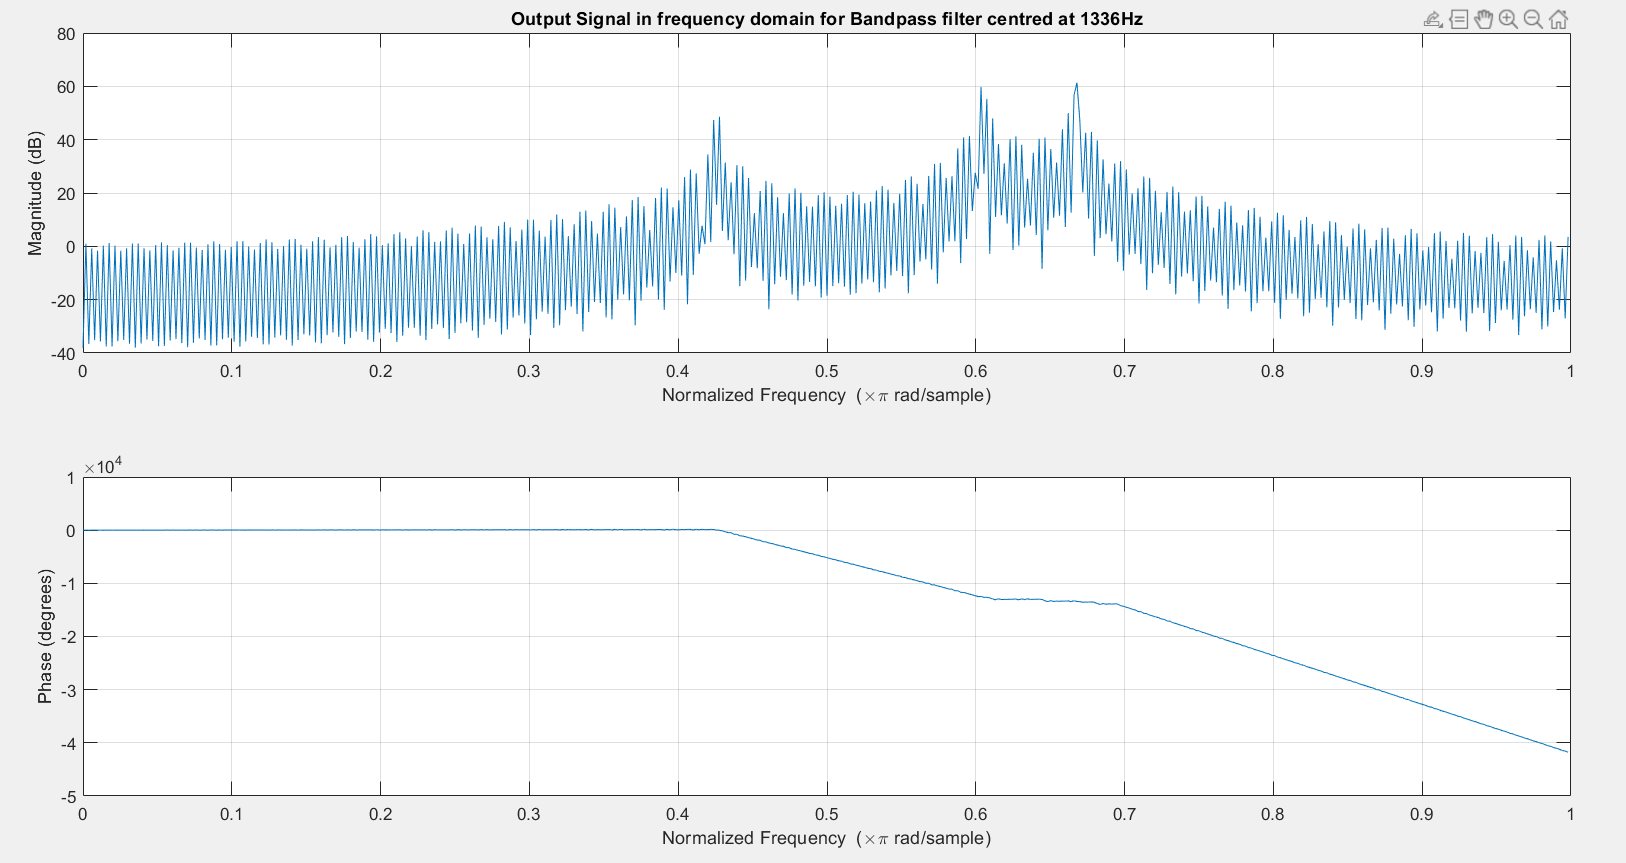 Output Signal in frequency domain for Bandpass filter centred at 1336Hz
80
60
40
20
0
-20
-40
Magnitude (dB)
0 0.1 0.2 0.3 0.4 0.5 0.6 0.7 0.8 0.9 1
Normalized Frequency (×π rad/sample)
×10^4
1
0
-1
-2
-3
-4
-5
Phase (degrees)
0 0.1 0.2 0.3 0.4 0.5 0.6 0.7 0.8 0.9 1
Normalized Frequency (×π rad/sample)